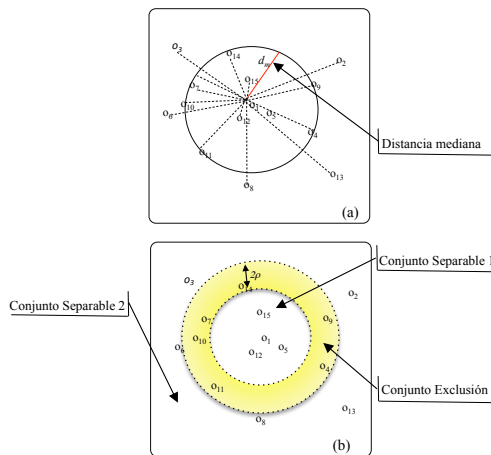 o3
o14
dm
o2
o15
o7
o9
o10
o1
o5
o6
o12
o4
Distancia mediana
o11
o8
o13
(a)
Conjunto Separable 1
2ρ
o3
o14
o2
Conjunto Separable 2
o15
o7
o9
o10
o1
o6
o12
o5
o4
o11
Conjunto Exclusión
o13
o8
(b)